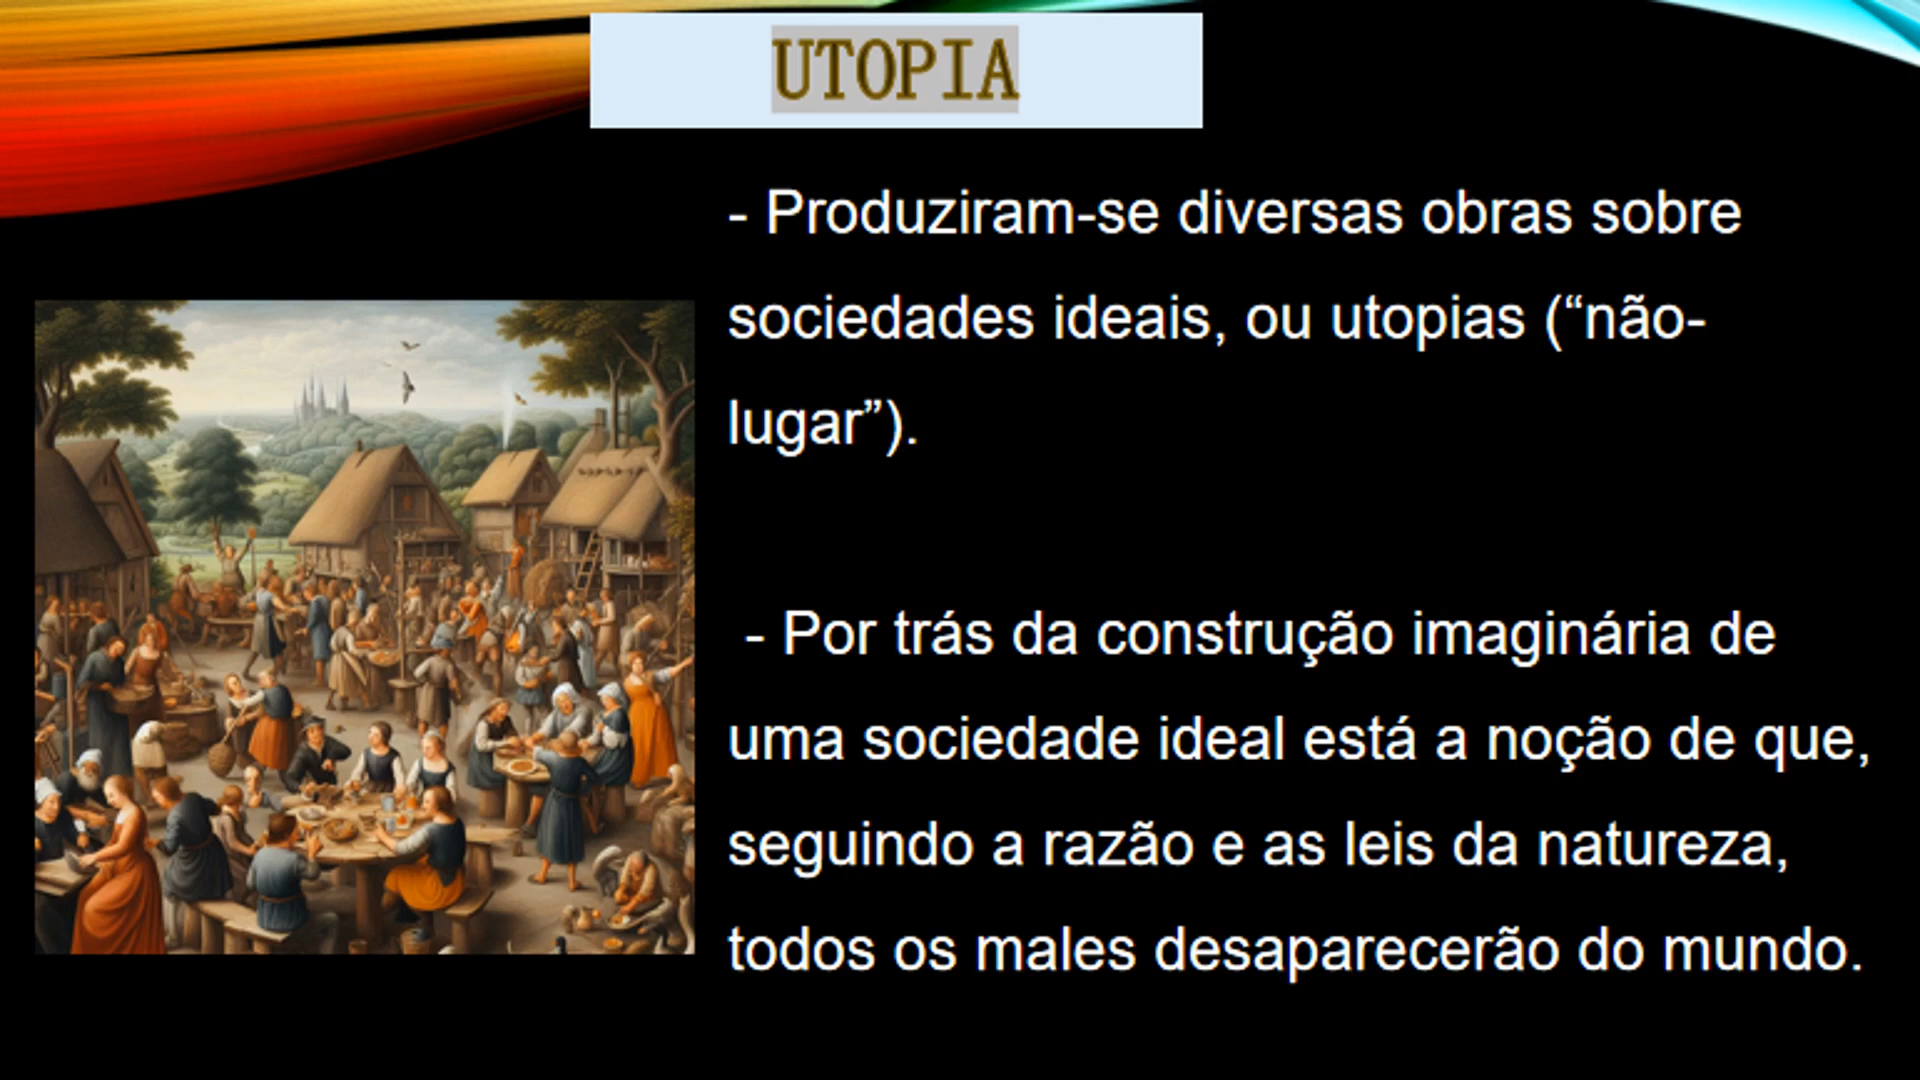 UTOPIA
- Produziram-se diversas obras sobre
sociedades ideais, ou utopias (“não-
lugar”).
- Por trás da construção imaginária de
uma sociedade ideal está a noção de que,
seguindo a razão e as leis da natureza,
todos os males desaparecerão do mundo.